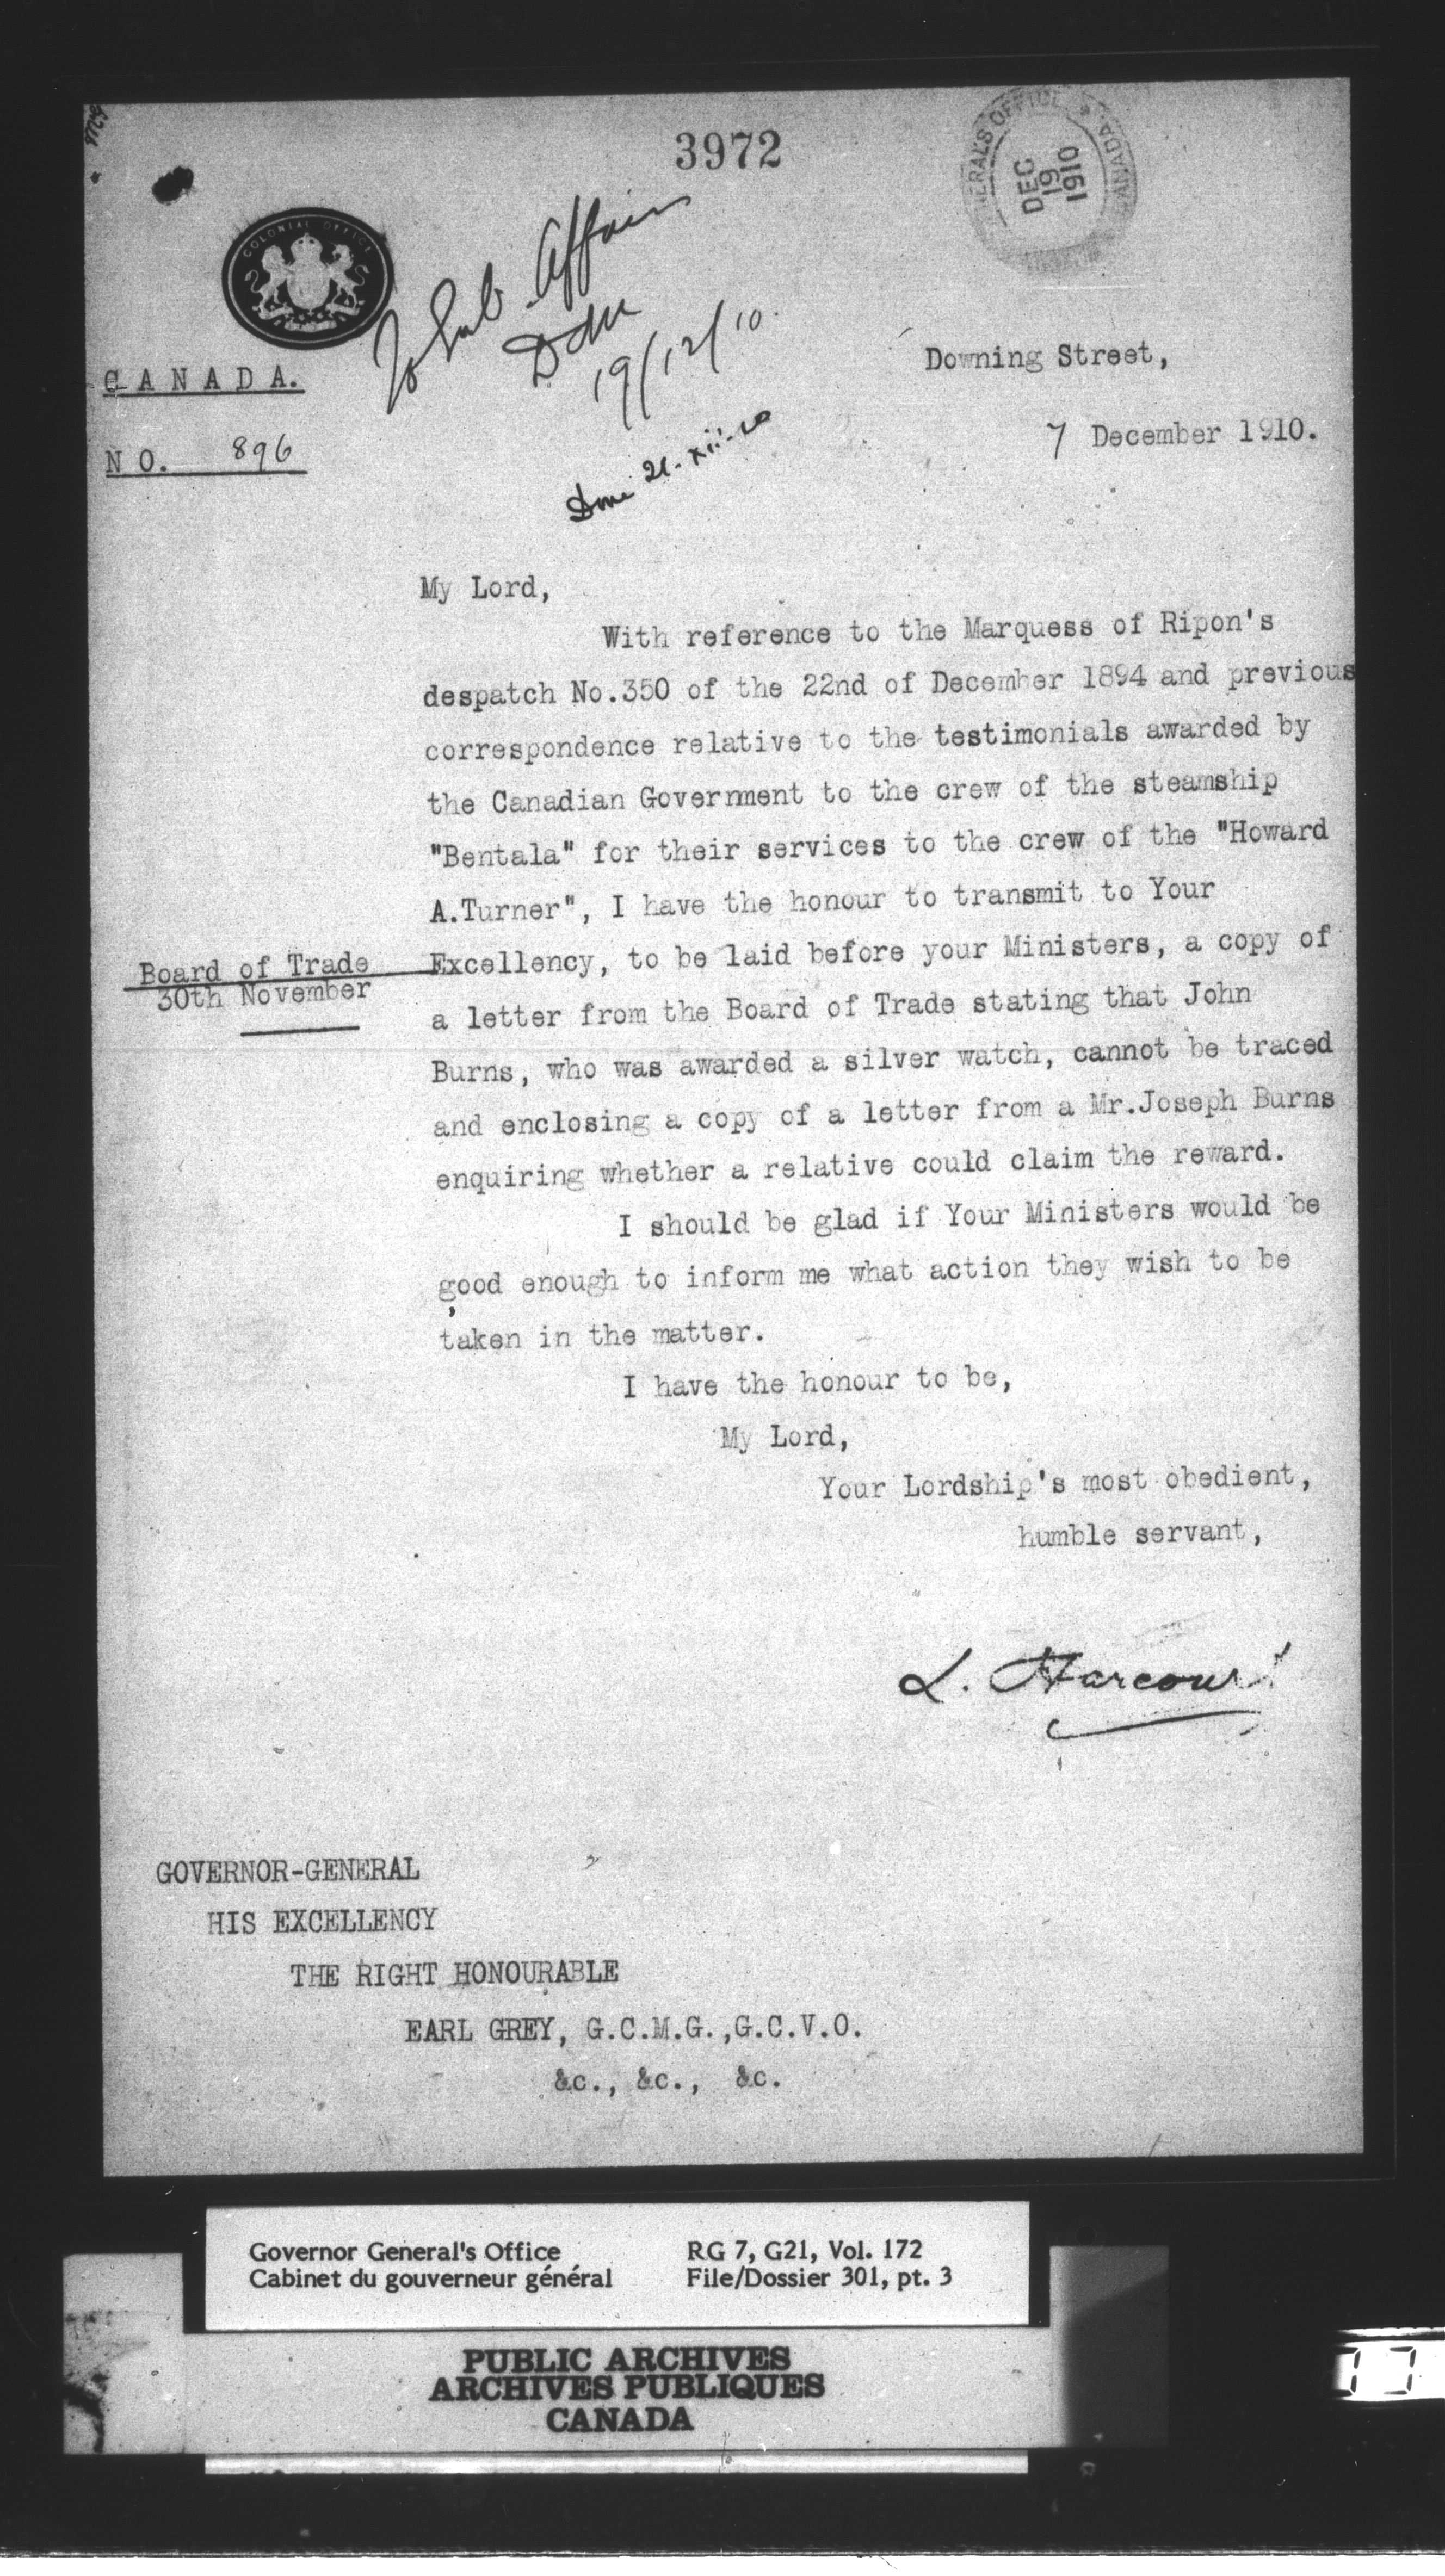 3972
GENERAL'S OFFICE
CANADA
DEC
19
1910
COLONIAL OFFICE
Affairs
19/12/10.
CANADA.
NO. 896
Downing Street,
7 December 1910.
Done 21-xii-10
My Lord,
With reference to the Marquess of Ripon's
despatch No.350 of the 22nd of December 1894 and previous
correspondence relative to the testimonials awarded by
the Canadian Government to the crew of the steamship
"Bentala" for their services to the crew of the "Howard
A.Turner", I have the honour to transmit to Your
Board of Trade
30th November
Excellency, to be laid before your Ministers, a copy of
a letter from the Board of Trade stating that John
Burns, who was awarded a silver watch, cannot be traced
and enclosing a copy of a letter from a Mr.Joseph Burns
enquiring whether a relative could claim the reward.
I should be glad if Your Ministers would be
good enough to inform me what action they wish to be
taken in the matter.
I have the honour to be,
My Lord,
Your Lordship's most obedient,
humble servant,
L. Harcourt
GOVERNOR-GENERAL
HIS EXCELLENCY
THE RIGHT HONOURABLE
EARL GREY, G.C.M.G.,G.C.V.O.
&c., &c., &c.
Governor General's Office
Cabinet du gouverneur général
RG 7, G21, Vol. 172
File/Dossier 301, pt. 3
PUBLIC ARCHIVES
ARCHIVES PUBLIQUES
CANADA